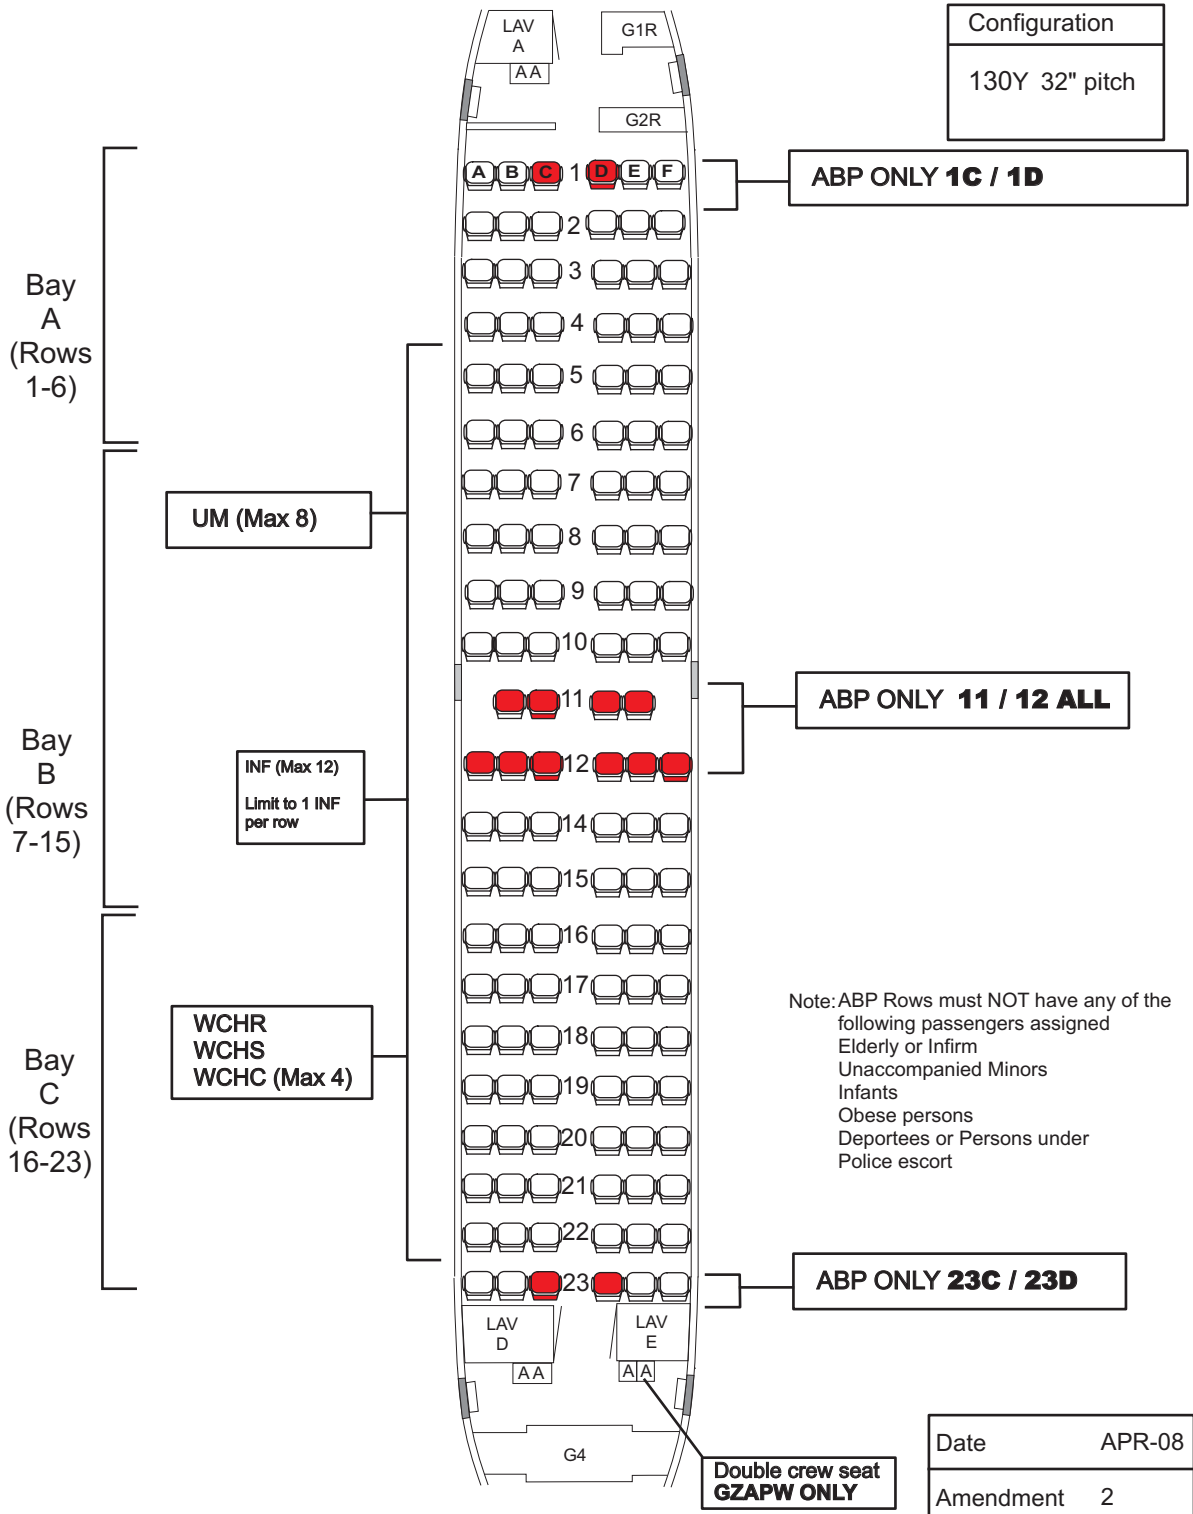 LAV
A
A A
G1R
G2R
Configuration
130Y 32" pitch
A B C 1 D E F
ABP ONLY 1C / 1D
2
3
4
5
6
7
8
9
10
11
12
14
15
16
17
18
19
20
21
22
23
Bay
A
(Rows
1-6)
UM (Max 8)
ABP ONLY 11 / 12 ALL
Bay
B
(Rows
7-15)
INF (Max 12)
Limit to 1 INF
per row
WCHR
WCHS
WCHC (Max 4)
Bay
C
(Rows
16-23)
Note: ABP Rows must NOT have any of the
following passengers assigned
Elderly or Infirm
Unaccompanied Minors
Infants
Obese persons
Deportees or Persons under
Police escort
ABP ONLY 23C / 23D
LAV
D
LAV
E
A A
A A
G4
Double crew seat
GZAPW ONLY
Date APR-08
Amendment 2